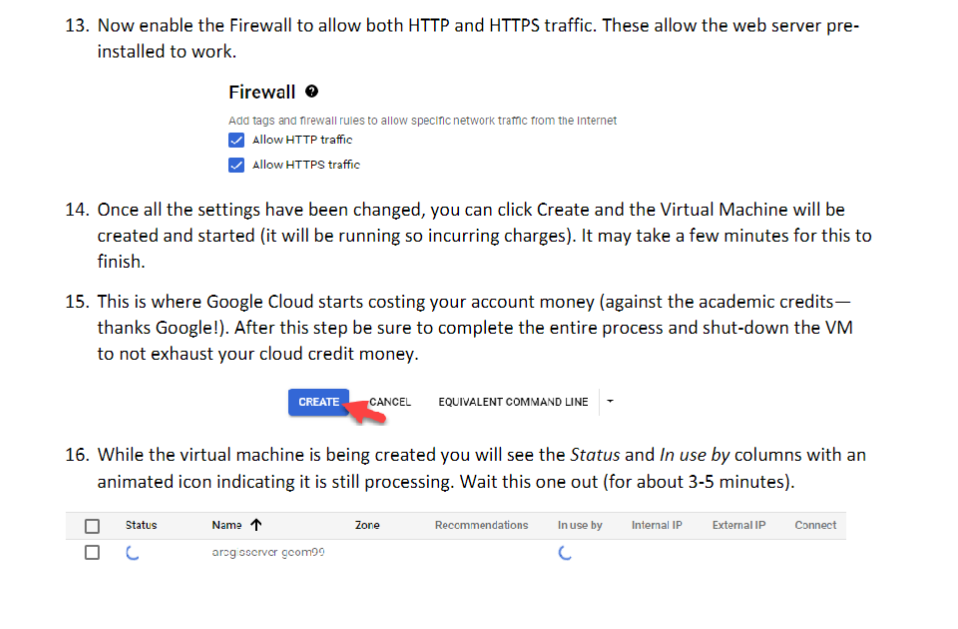 13. Now enable the Firewall to allow both HTTP and HTTPS traffic. These allow the web server pre-
installed to work.
Firewall
Add tags and firewall rules to allow specific network traffic from the Internet
Allow HTTP traffic
Allow HTTPS traffic
14. Once all the settings have been changed, you can click Create and the Virtual Machine will be
created and started (it will be running so incurring charges). It may take a few minutes for this to
finish.
15. This is where Google Cloud starts costing your account money (against the academic credits—
thanks Google!). After this step be sure to complete the entire process and shut-down the VM
to not exhaust your cloud credit money.
CREATE CANCEL EQUIVALENT COMMAND LINE
16. While the virtual machine is being created you will see the Status and In use by columns with an
animated icon indicating it is still processing. Wait this one out (for about 3-5 minutes).
Status Name Zone Recommendations In use by Internal IP External IP Connect
arcgisserver-geom99